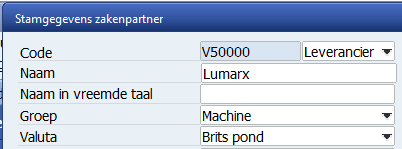 Stamgegevens zakenpartner
Code V50000 Leverancier
Naam Lumarx
Naam in vreemde taal
Groep Machine
Valuta Brits pond